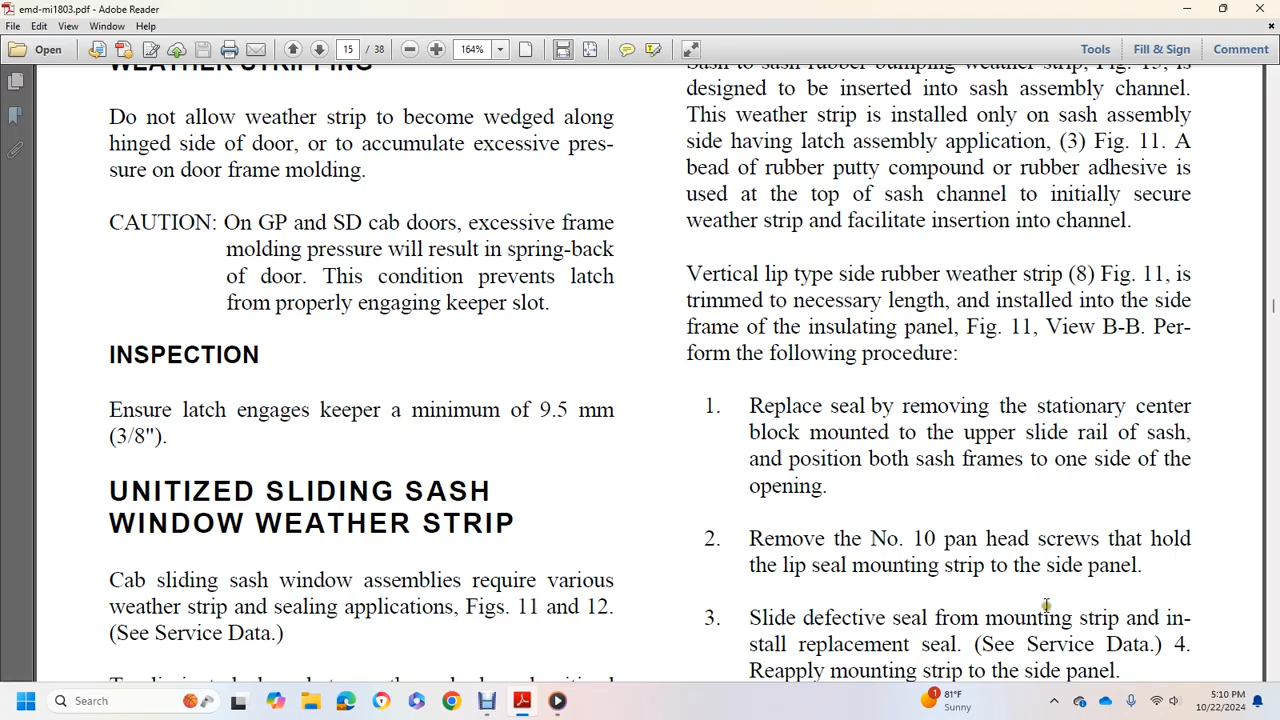 emd-mi1803.pdf - Adobe Reader
File Edit View Window Help
Open
15 / 38
164%
Tools Fill & Sign Comment
WEATHER STRIPPING
Do not allow weather strip to become wedged along
hinged side of door, or to accumulate excessive pres-
sure on door frame molding.
CAUTION: On GP and SD cab doors, excessive frame
molding pressure will result in spring-back
of door. This condition prevents latch
from properly engaging keeper slot.
INSPECTION
Ensure latch engages keeper a minimum of 9.5 mm
(3/8").
UNITIZED SLIDING SASH
WINDOW WEATHER STRIP
Cab sliding sash window assemblies require various
weather strip and sealing applications, Figs. 11 and 12.
(See Service Data.)
Sash to sash rubber bumping weather strip, Fig. 13, is
designed to be inserted into sash assembly channel.
This weather strip is installed only on sash assembly
side having latch assembly application, (3) Fig. 11. A
bead of rubber putty compound or rubber adhesive is
used at the top of sash channel to initially secure
weather strip and facilitate insertion into channel.
Vertical lip type side rubber weather strip (8) Fig. 11, is
trimmed to necessary length, and installed into the side
frame of the insulating panel, Fig. 11, View B-B. Per-
form the following procedure:
1. Replace seal by removing the stationary center
block mounted to the upper slide rail of sash,
and position both sash frames to one side of the
opening.
2. Remove the No. 10 pan head screws that hold
the lip seal mounting strip to the side panel.
3. Slide defective seal from mounting strip and in-
stall replacement seal. (See Service Data.) 4.
Reapply mounting strip to the side panel.
Search
1
81°F
Sunny
5:10 PM
10/22/2024